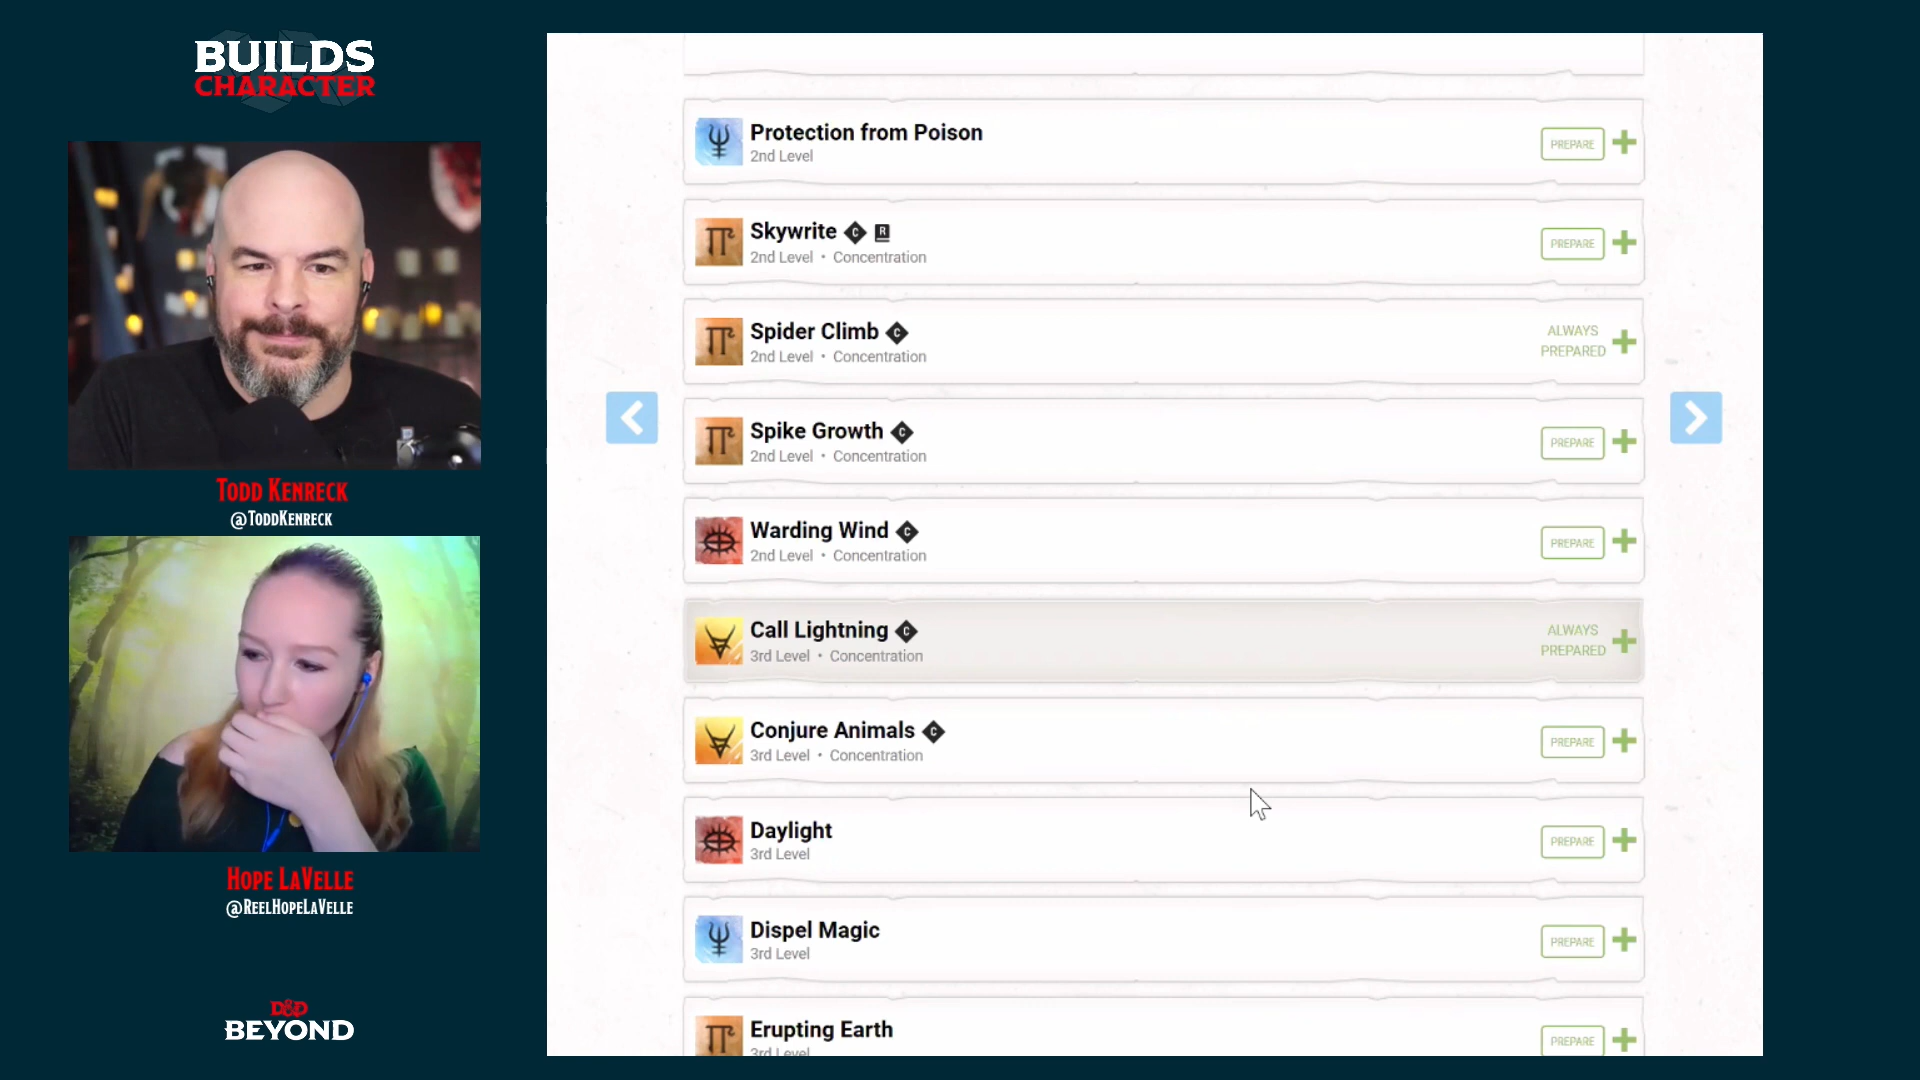 BUILDS
CHARACTER
TODD KENRECK
@TODDKENRECK
HOPE LAVELLE
@REELHOPELAVELLE
D&D
BEYOND
Protection from Poison
2nd Level
PREPARE
Skywrite C R
2nd Level • Concentration
PREPARE
Spider Climb C
2nd Level • Concentration
ALWAYS
PREPARED
Spike Growth C
2nd Level • Concentration
PREPARE
Warding Wind C
2nd Level • Concentration
PREPARE
Call Lightning C
3rd Level • Concentration
ALWAYS
PREPARED
Conjure Animals C
3rd Level • Concentration
PREPARE
Daylight
3rd Level
PREPARE
Dispel Magic
3rd Level
PREPARE
Erupting Earth
3rd Level
PREPARE